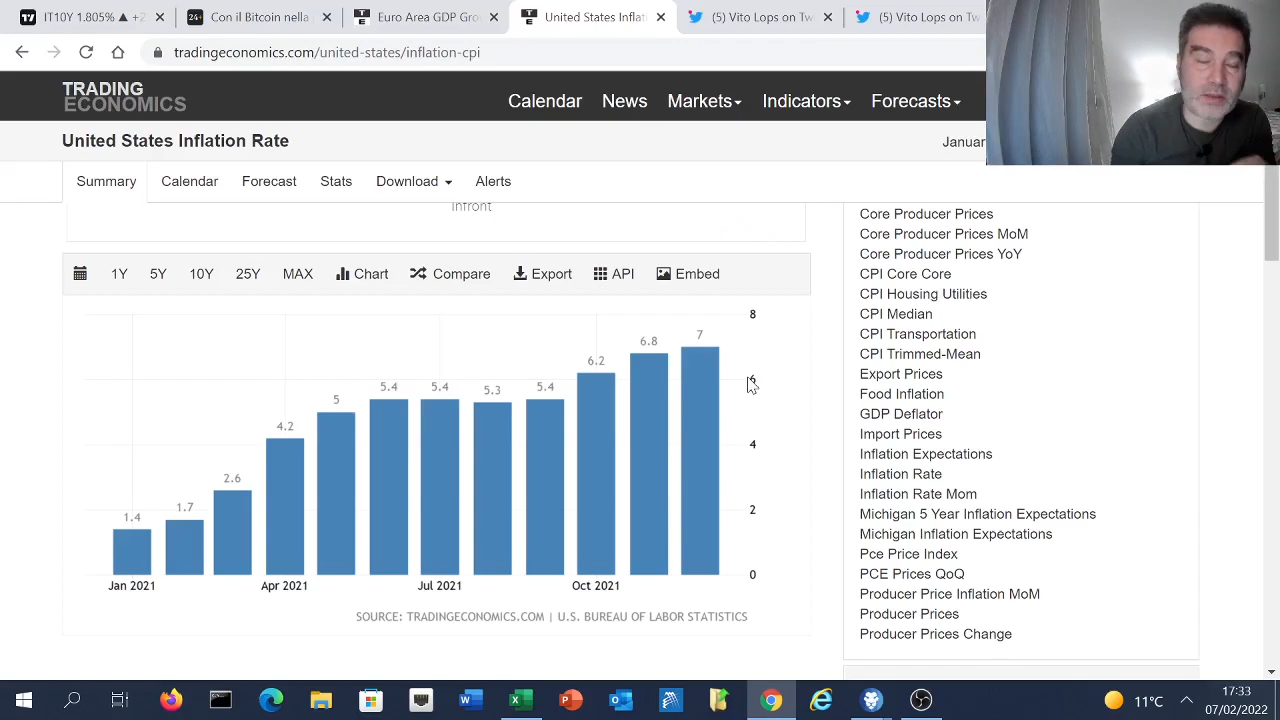 IT10Y 1.805% ▲ +2
24+ Con il Bitcoin nella
Euro Area GDP Gro
United States Inflat
(5) Vito Lops on Tw
(5) Vito Lops on Tw
tradingeconomics.com/united-states/inflation-cpi
TRADING
ECONOMICS
Calendar News Markets Indicators Forecasts
United States Inflation Rate
Januar
Summary Calendar Forecast Stats Download Alerts
Infront
1Y 5Y 10Y 25Y MAX Chart Compare Export API Embed
8
7
6.8
6.2
6
5.4
5.4
5.3
5.4
5
4.2
4
2.6
2
1.7
1.4
0
Jan 2021 Apr 2021 Jul 2021 Oct 2021
SOURCE: TRADINGECONOMICS.COM | U.S. BUREAU OF LABOR STATISTICS
Core Producer Prices
Core Producer Prices MoM
Core Producer Prices YoY
CPI Core Core
CPI Housing Utilities
CPI Median
CPI Transportation
CPI Trimmed-Mean
Export Prices
Food Inflation
GDP Deflator
Import Prices
Inflation Expectations
Inflation Rate
Inflation Rate Mom
Michigan 5 Year Inflation Expectations
Michigan Inflation Expectations
Pce Price Index
PCE Prices QoQ
Producer Price Inflation MoM
Producer Prices
Producer Prices Change
11°C
17:33
07/02/2022